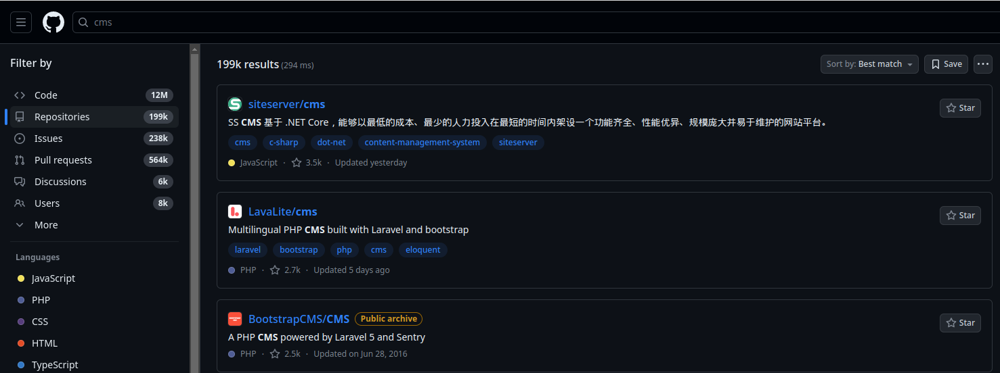 cms
Filter by
Code 12M
Repositories 199k
Issues 238k
Pull requests 564k
Discussions 6k
Users 8k
More
Languages
JavaScript
PHP
CSS
HTML
TypeScript
199k results (294 ms)
Sort by: Best match Save
siteserver/cms
Star
SS CMS 基于 .NET Core，能够以最低的成本、最少的人力投入在最短的时间内架设一个功能齐全、性能优异、规模庞大并易于维护的网站平台。
cms c-sharp dot-net content-management-system siteserver
JavaScript · 3.5k · Updated yesterday
LavaLite/cms
Star
Multilingual PHP CMS built with Laravel and bootstrap
laravel bootstrap php cms eloquent
PHP · 2.7k · Updated 5 days ago
BootstrapCMS/CMS Public archive
Star
A PHP CMS powered by Laravel 5 and Sentry
PHP · 2.5k · Updated on Jun 28, 2016